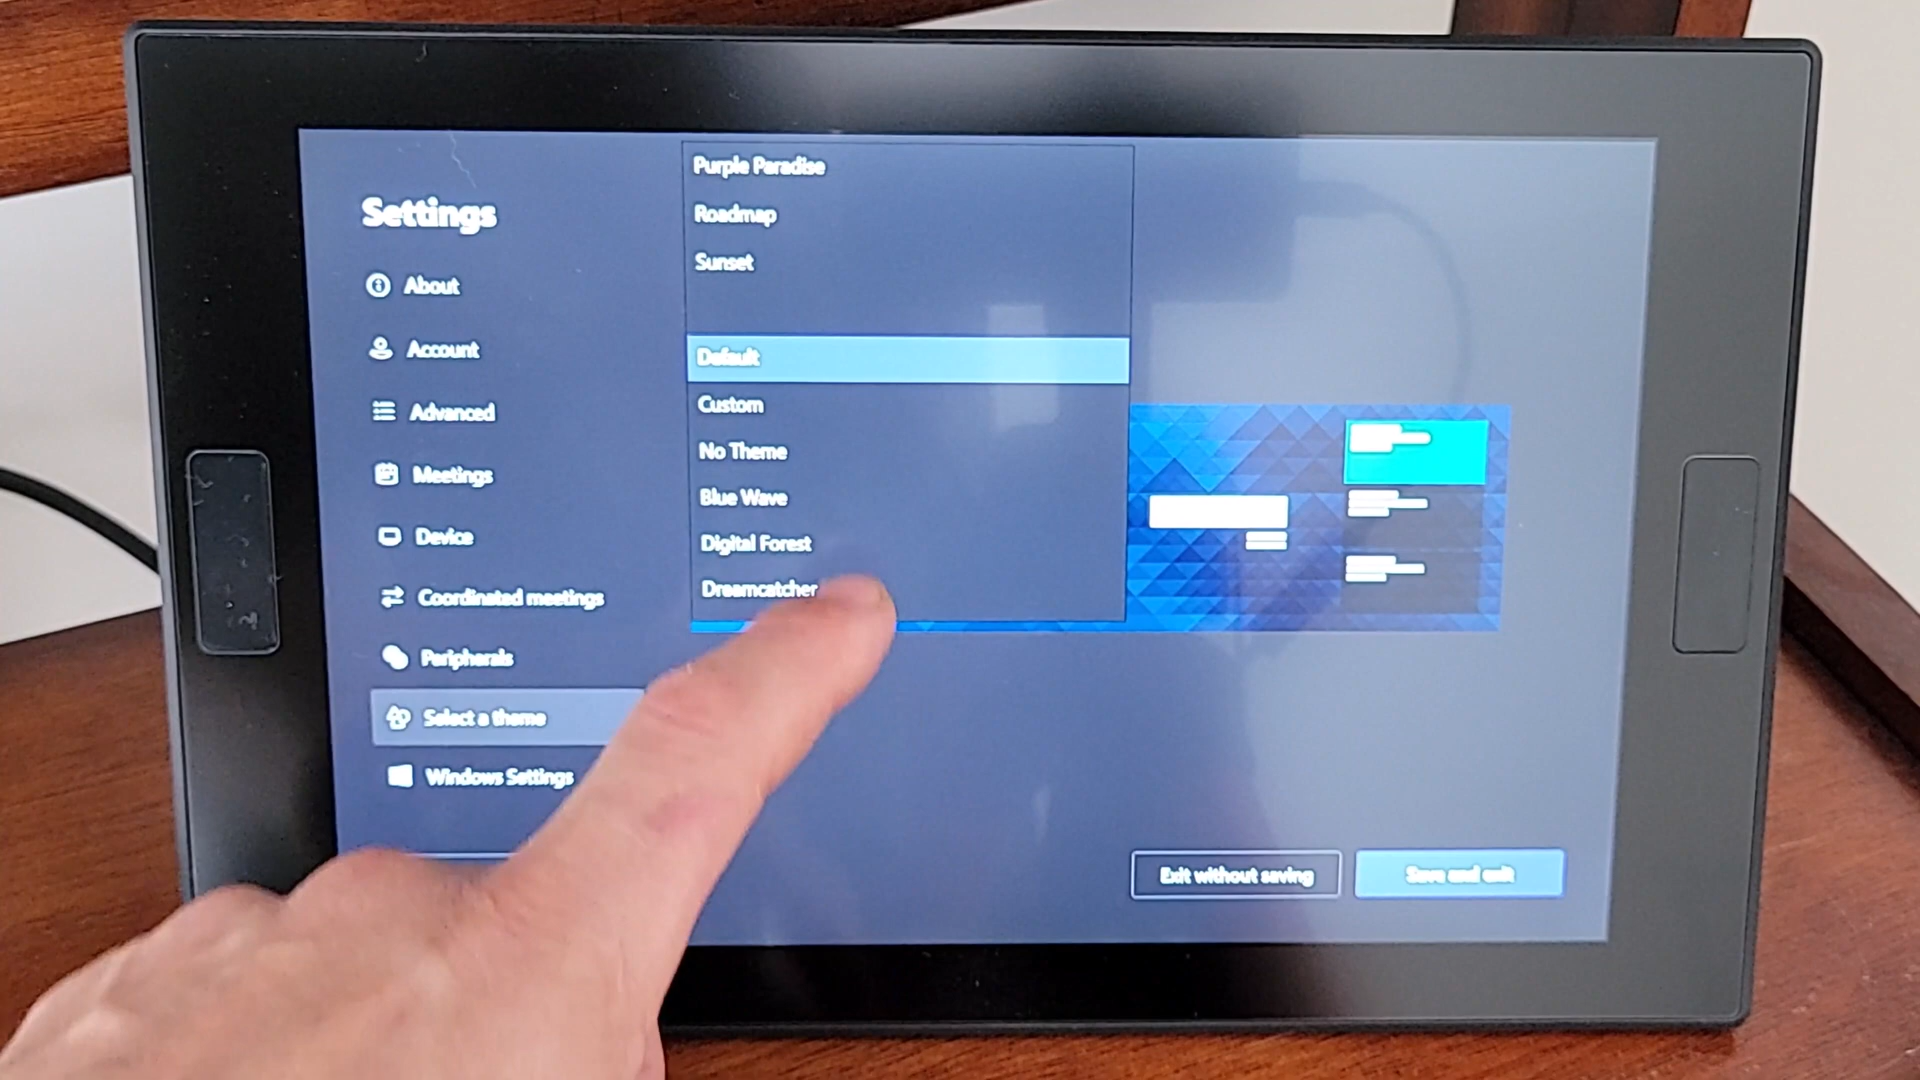 Settings
About
Account
Advanced
Meetings
Device
Coordinated meetings
Peripherals
Select a theme
Windows Settings
Purple Paradise
Roadmap
Sunset
Default
Custom
No Theme
Blue Wave
Digital Forest
Dreamcatcher
Exit without saving
Save and exit